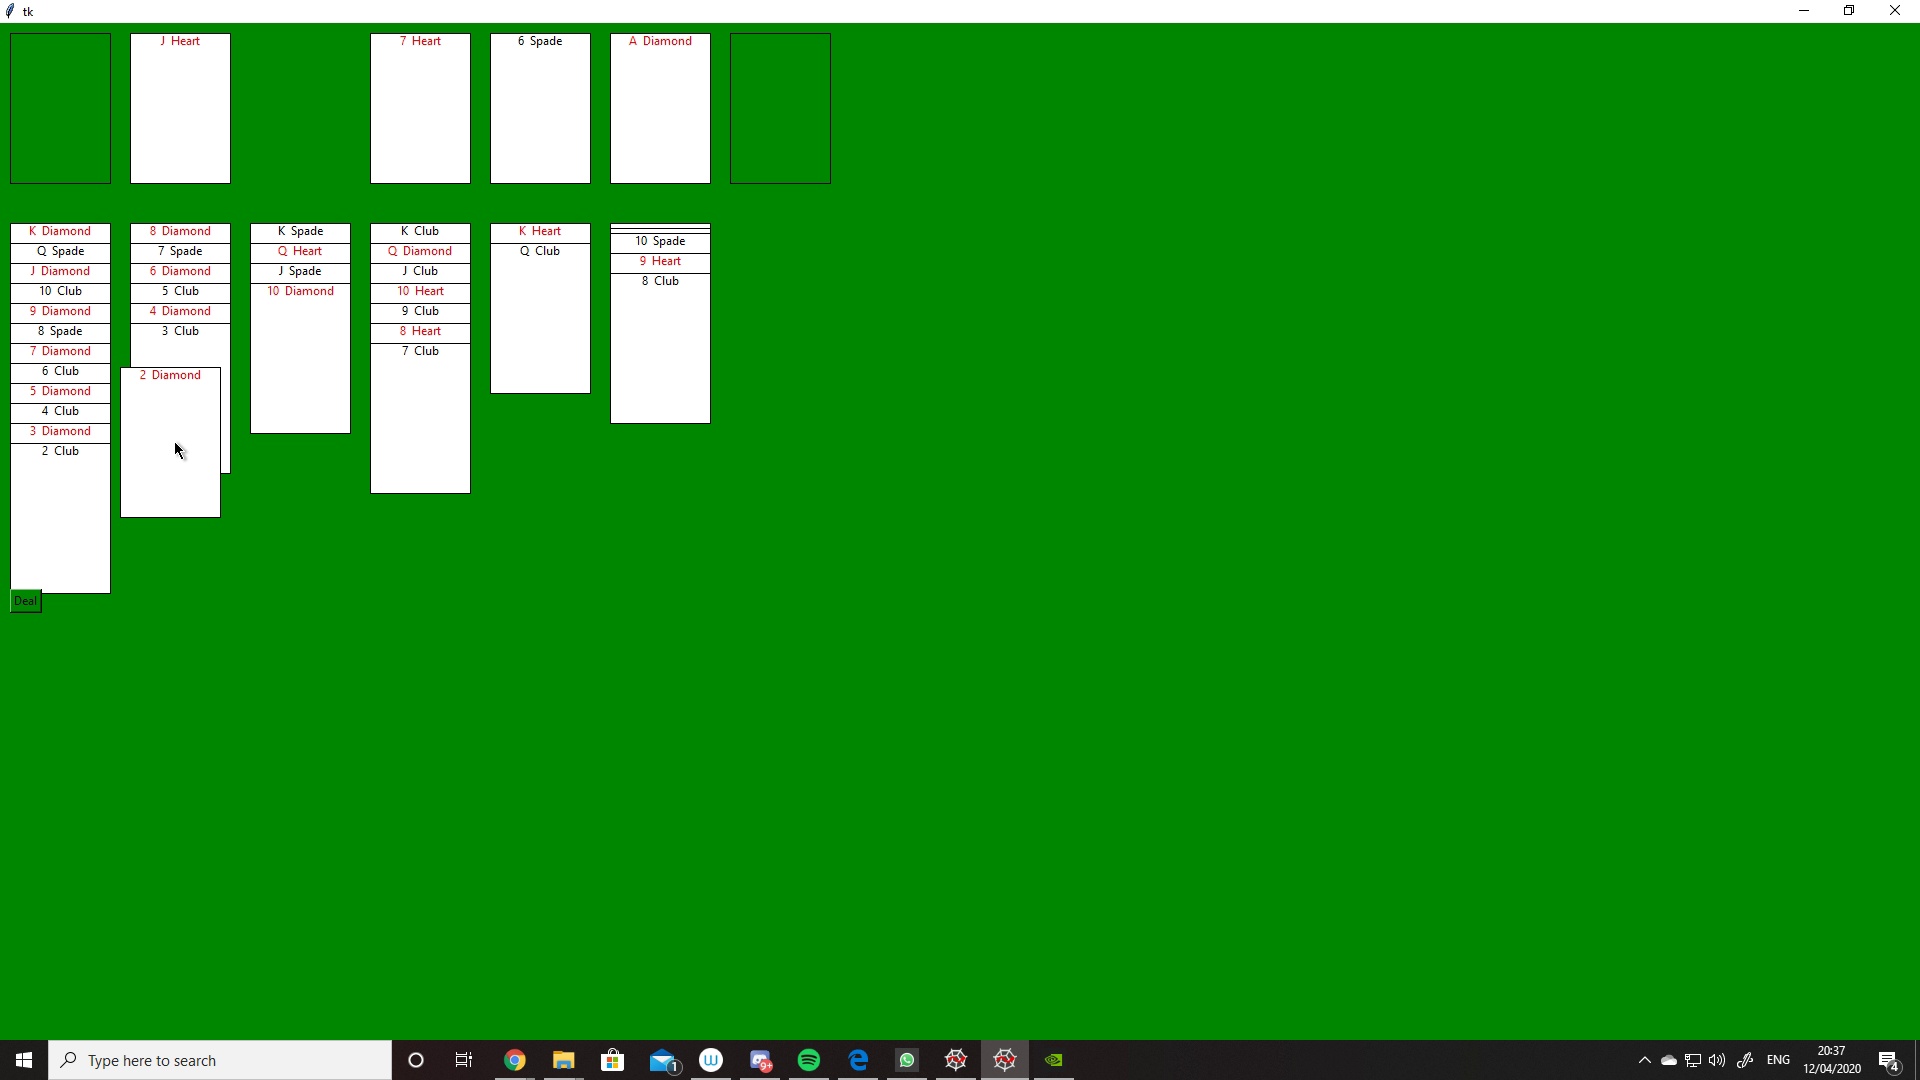 tk
J Heart
7 Heart
6 Spade
A Diamond
K Diamond
Q Spade
J Diamond
10 Club
9 Diamond
8 Spade
7 Diamond
6 Club
5 Diamond
4 Club
3 Diamond
2 Club
8 Diamond
7 Spade
6 Diamond
5 Club
4 Diamond
3 Club
2 Diamond
K Spade
Q Heart
J Spade
10 Diamond
K Club
Q Diamond
J Club
10 Heart
9 Club
8 Heart
7 Club
K Heart
Q Club
10 Spade
9 Heart
8 Club
Deal
Type here to search
1
W
9+
ENG
20:37
12/04/2020
4